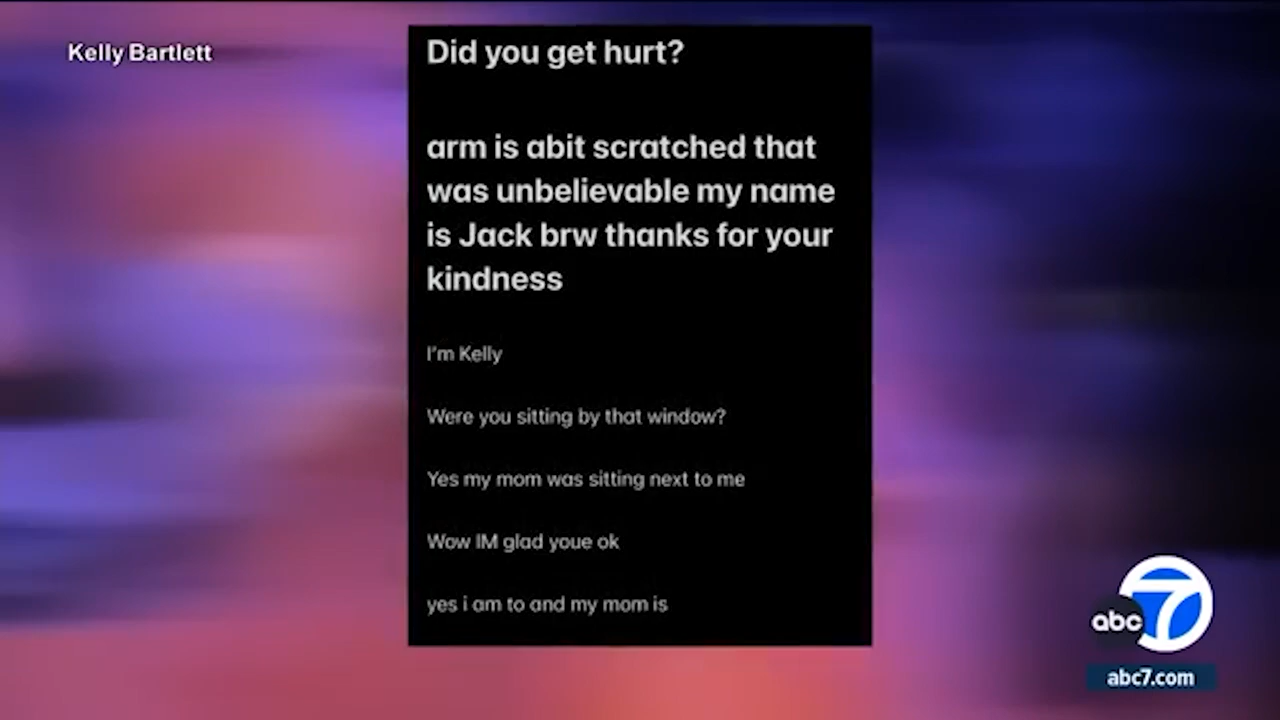 Kelly Bartlett
Did you get hurt?
arm is abit scratched that
was unbelievable my name
is Jack brw thanks for your
kindness
I'm Kelly
Were you sitting by that window?
Yes my mom was sitting next to me
Wow IM glad youe ok
yes i am to and my mom is
abc 7
abc7.com